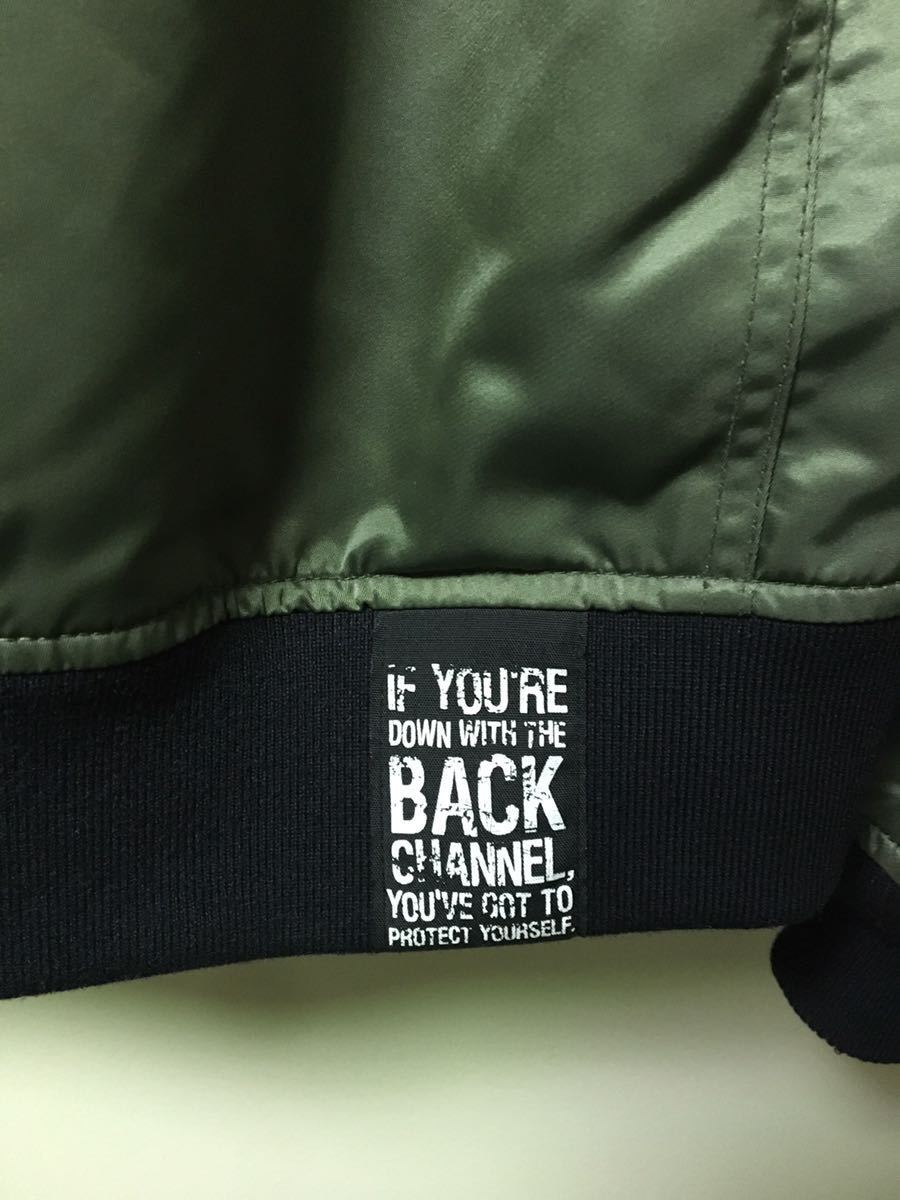 IF YOU'RE
DOWN WITH THE
BACK
CHANNEL,
YOU'VE GOT TO
PROTECT YOURSELF.